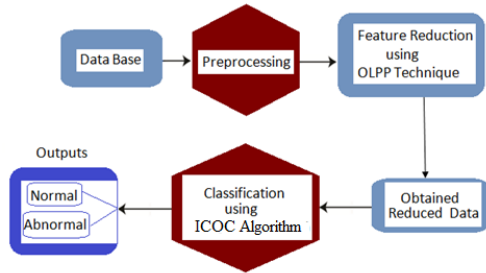 Data Base
Preprocessing
Feature Reduction
using
OLPP Technique
Obtained
Reduced Data
Classification
using
ICOC Algorithm
Outputs
Normal
Abnormal